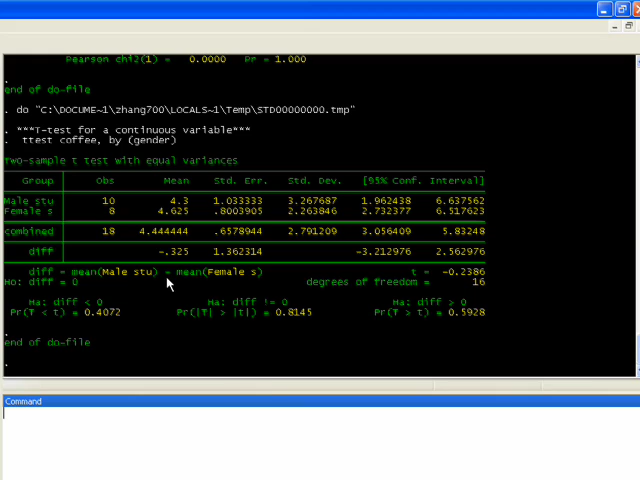 Pearson chi2(1) = 0.0000 Pr = 1.000
.
end of do-file
. do "C:\DOCUME~1\zhang700\LOCALS~1\Temp\STD00000000.tmp"
. ***T-test for a continuous variable***
. ttest coffee, by (gender)
Two-sample t test with equal variances
Group Obs Mean Std. Err. Std. Dev. [95% Conf. Interval]
Male stu 10 4.3 1.033333 3.267687 1.962438 6.637562
Female s 8 4.625 .8003905 2.263846 2.732377 6.517623
combined 18 4.444444 .6578944 2.791209 3.056409 5.83248
diff -.325 1.362314 -3.212976 2.562976
diff = mean(Male stu) - mean(Female s) t = -0.2386
Ho: diff = 0 degrees of freedom = 16
Ha: diff < 0 Ha: diff != 0 Ha: diff > 0
Pr(T < t) = 0.4072 Pr(|T| > |t|) = 0.8145 Pr(T > t) = 0.5928
.
end of do-file
.
Command